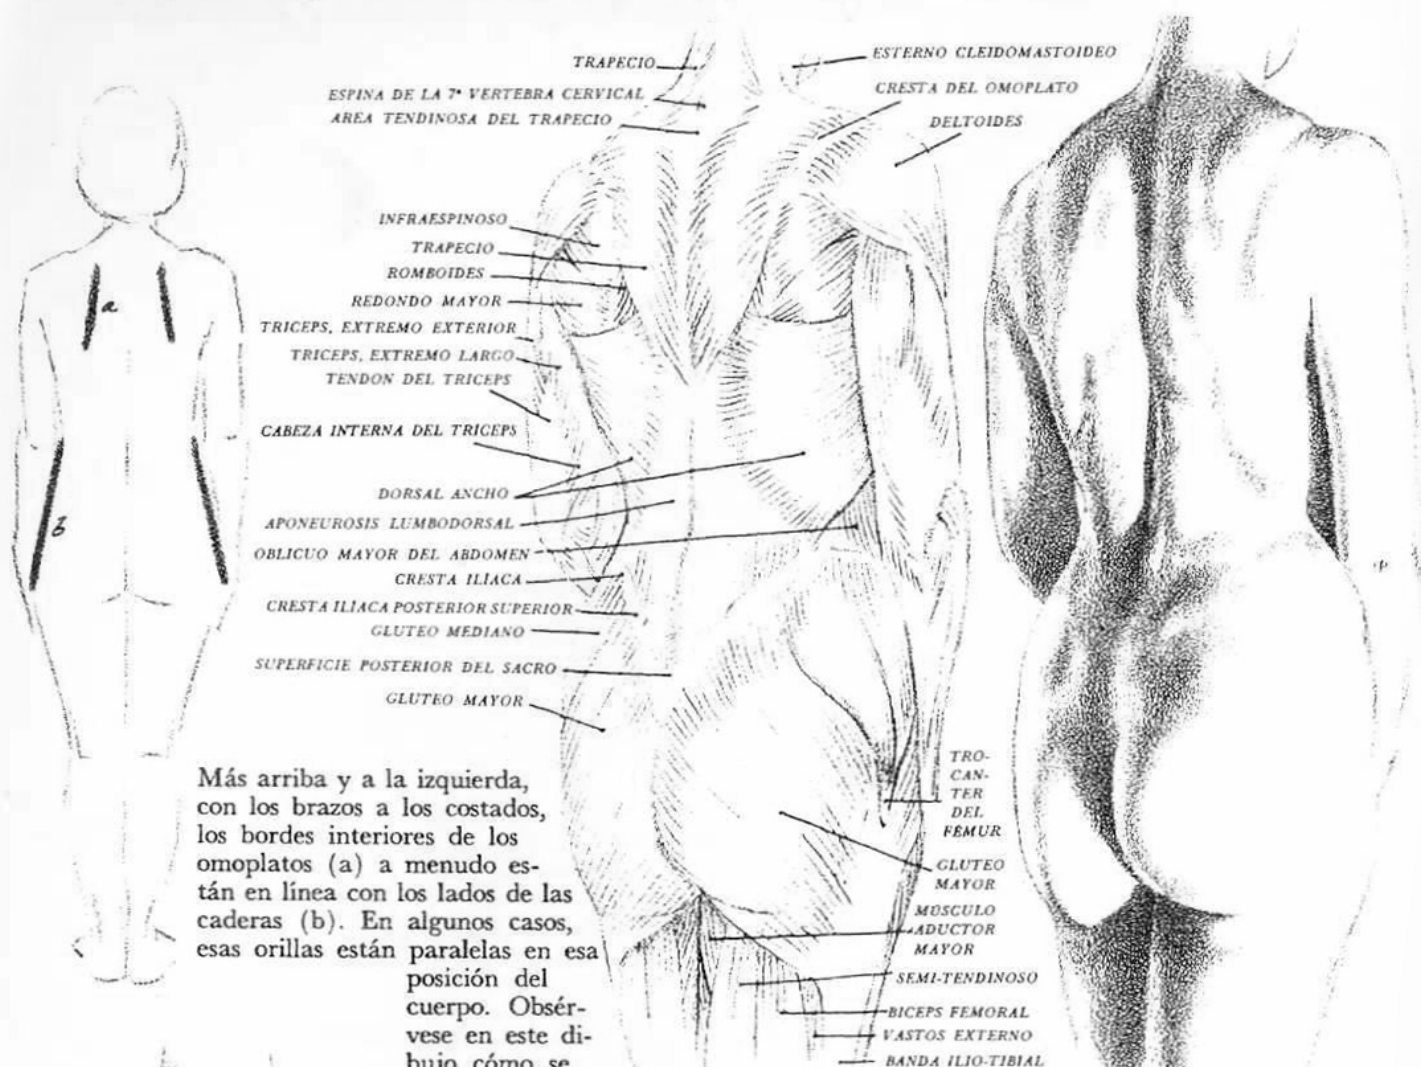 TRAPECIO
ESPINA DE LA 7ª VERTEBRA CERVICAL
AREA TENDINOSA DEL TRAPECIO
ESTERNO CLEIDOMASTOIDEO
CRESTA DEL OMOPLATO
DELTOIDES
a
b
INFRAESPINOSO
TRAPECIO
ROMBOIDES
REDONDO MAYOR
TRICEPS, EXTREMO EXTERIOR
TRICEPS, EXTREMO LARGO
TENDON DEL TRICEPS
CABEZA INTERNA DEL TRICEPS
DORSAL ANCHO
APONEUROSIS LUMBODORSAL
OBLICUO MAYOR DEL ABDOMEN
CRESTA ILIACA
CRESTA ILIACA POSTERIOR SUPERIOR
GLUTEO MEDIANO
SUPERFICIE POSTERIOR DEL SACRO
GLUTEO MAYOR
TRO-
CAN-
TER
DEL
FÉMUR
GLUTEO
MAYOR
MÚSCULO
ADUCTOR
MAYOR
SEMI-TENDINOSO
BICEPS FEMORAL
VASTOS EXTERNO
BANDA ILIO-TIBIAL
Más arriba y a la izquierda,
con los brazos a los costados,
los bordes interiores de los
omoplatos (a) a menudo es-
tán en línea con los lados de las
caderas (b). En algunos casos,
esas orillas están paralelas en esa
posición del
cuerpo. Obsér-
vese en este di-
bujo cómo se